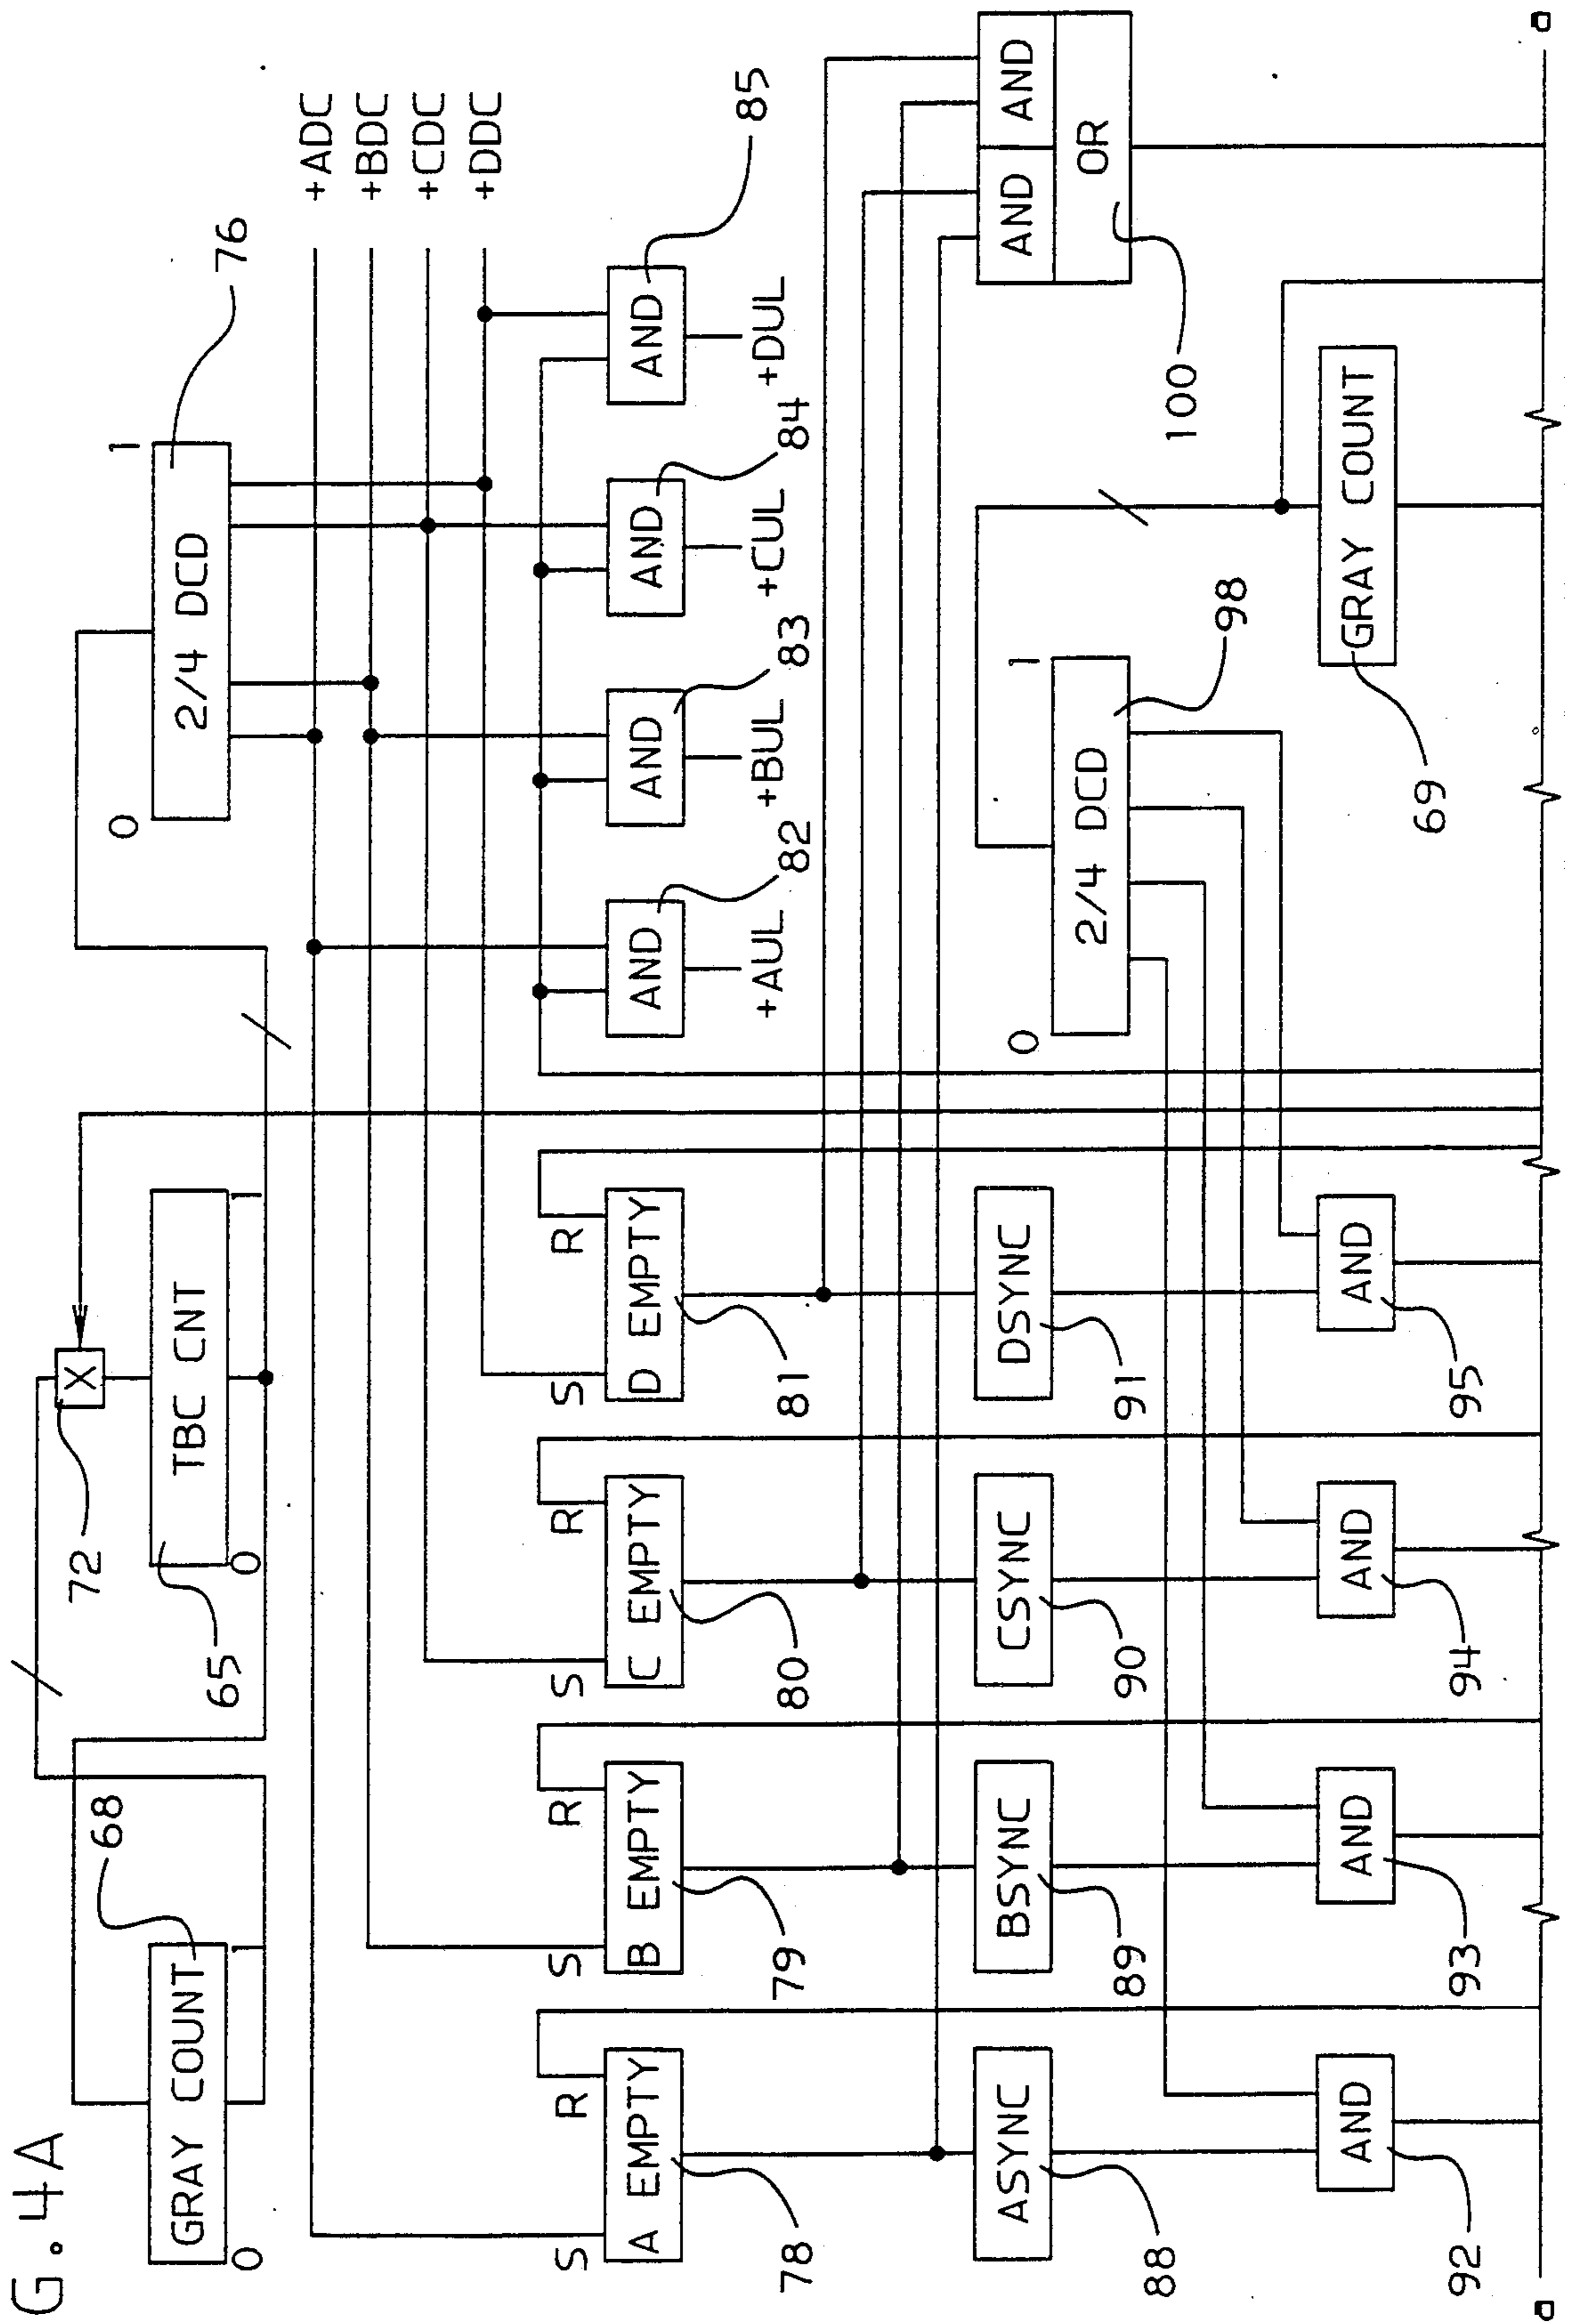 G. 4A
GRAY COUNT
0
1
68
72
X
TBC CNT
0
1
65
2/4 DCD
0
1
76
+ADC
+BDC
+CDC
+DDC
S
R
A EMPTY
78
S
R
B EMPTY
79
S
R
C EMPTY
80
S
R
D EMPTY
81
AND
82
+AUL
AND
83
+BUL
AND
84
+CUL
AND
85
+DUL
ASYNC
88
BSYNC
89
CSYNC
90
DSYNC
91
2/4 DCD
0
1
98
AND
AND
OR
100
AND
92
AND
93
AND
94
AND
95
GRAY COUNT
69
a
a